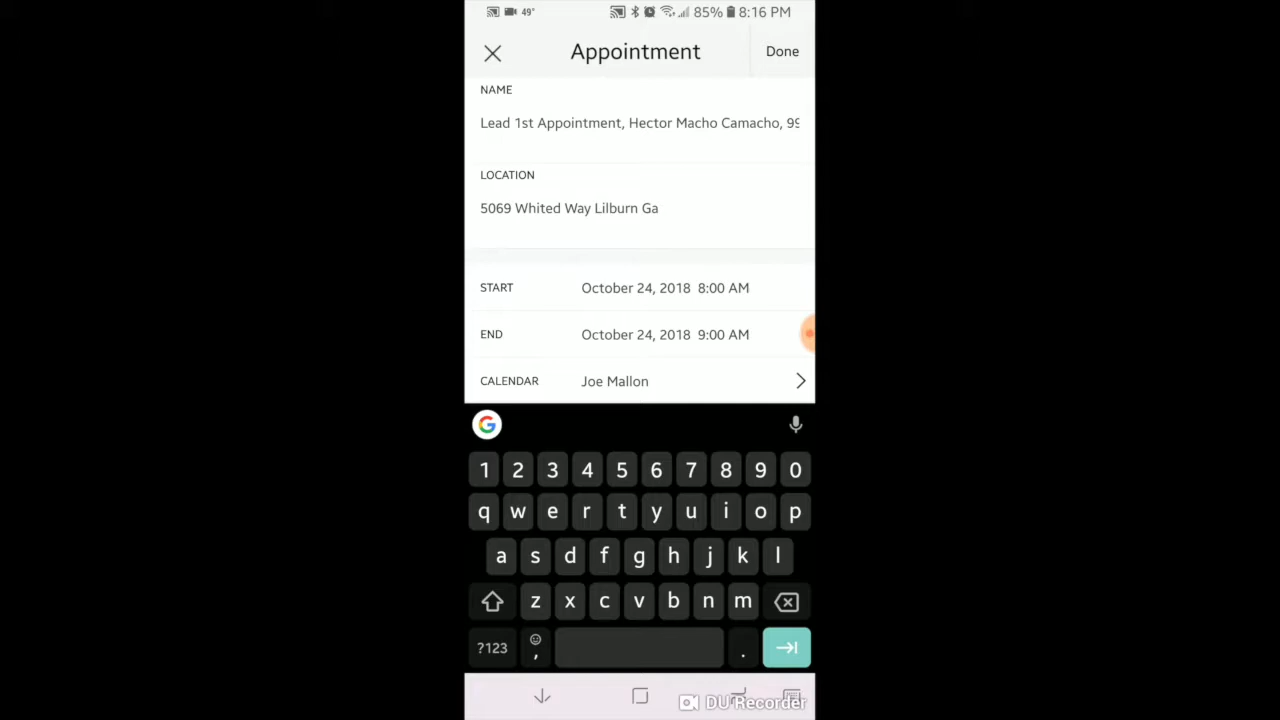 49° 85% 8:16 PM
Appointment Done
NAME
Lead 1st Appointment, Hector Macho Camacho, 99
LOCATION
5069 Whited Way Lilburn Ga
START October 24, 2018 8:00 AM
END October 24, 2018 9:00 AM
CALENDAR Joe Mallon
G
1 2 3 4 5 6 7 8 9 0
q w e r t y u i o p
a s d f g h j k l
z x c v b n m
?123 , .
DU Recorder